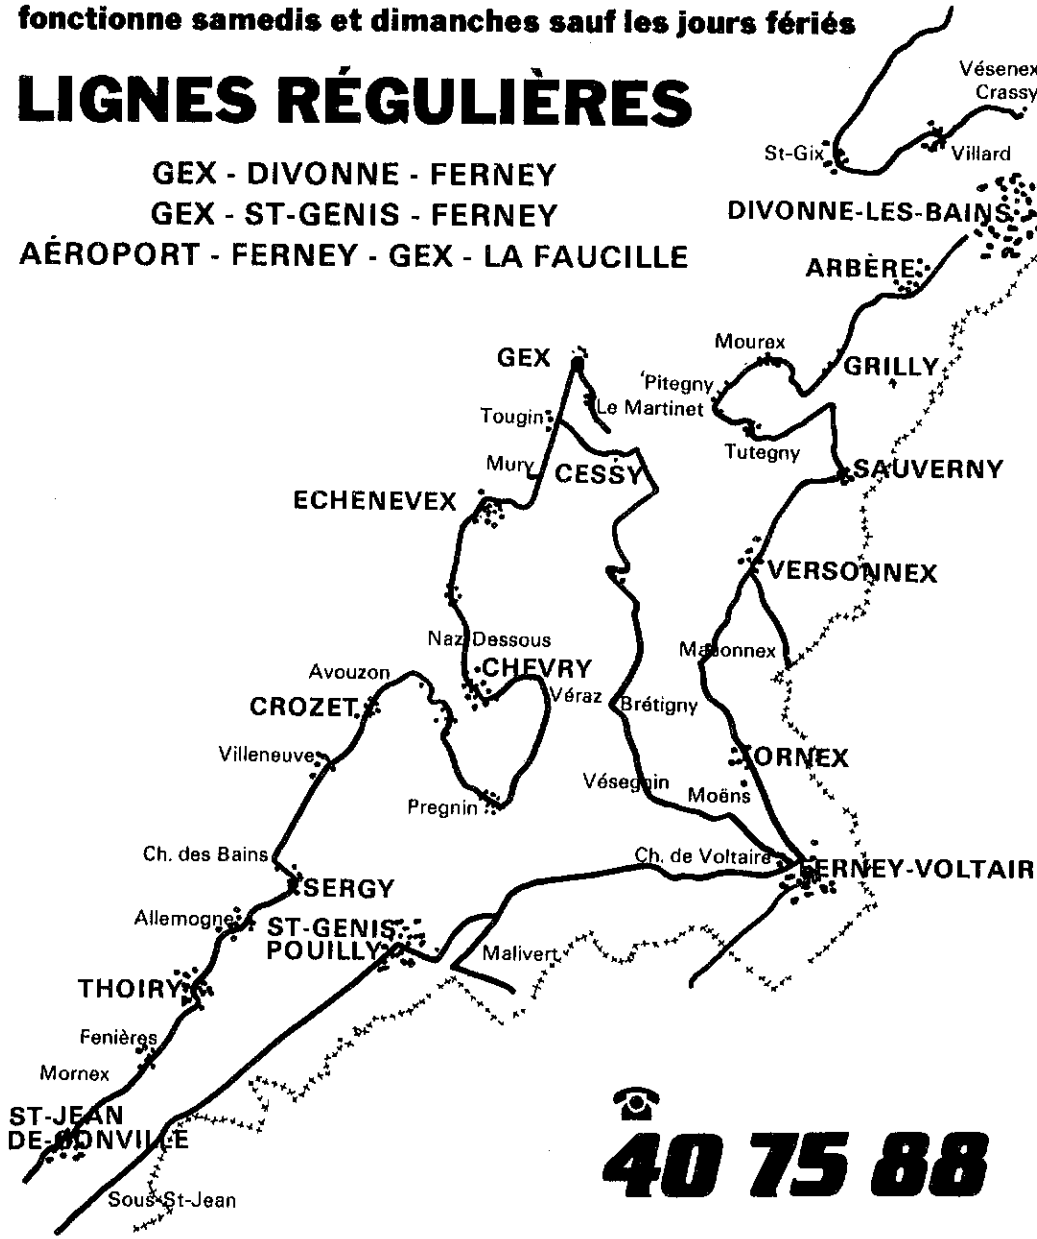 fonctionne samedis et dimanches sauf les jours fériés
LIGNES RÉGULIÈRES
GEX - DIVONNE - FERNEY
GEX - ST-GENIS - FERNEY
AÉROPORT - FERNEY - GEX - LA FAUCILLE
Vésenex
Crassy
St-Gix
Villard
DIVONNE-LES-BAINS
ARBÈRE
Mourex
GEX
GRILLY
Pitegny
Le Martinet
Tougin
Tutegny
Mury
CESSY
SAUVERNY
ECHENEVEX
VERSONNEX
Naz Dessous
Maconnex
Avouzon
CHEVRY
CROZET
Véraz
Brétigny
Villeneuve
ORNEX
Vésegnin
Moëns
Pregnin
Ch. des Bains
Ch. de Voltaire
FERNEY-VOLTAIR
SERGY
Allemogne
ST-GENIS
POUILLY
Malivert
THOIRY
Fenières
Mornex
ST-JEAN
DE-GONVILLE
40 75 88
Sous-St-Jean